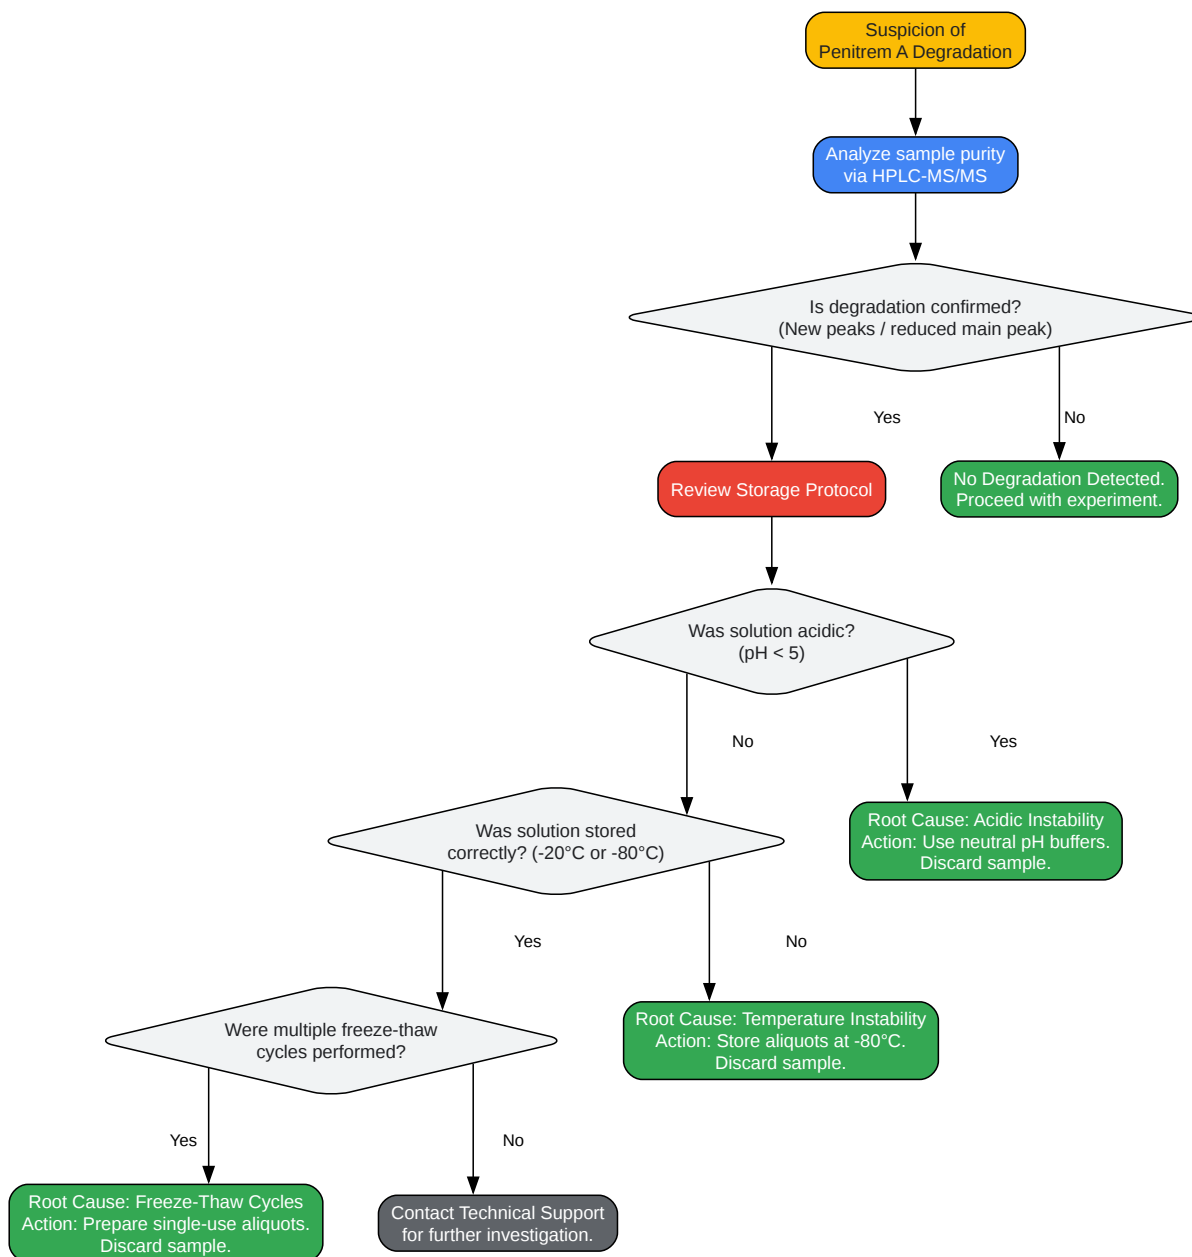 Suspicion of
Penitrem A Degradation
Analyze sample purity
via HPLC-MS/MS
Is degradation confirmed?
(New peaks / reduced main peak)
Yes
No
Review Storage Protocol
No Degradation Detected.
Proceed with experiment.
Was solution acidic?
(pH < 5)
No
Yes
Was solution stored
correctly? (-20°C or -80°C)
Root Cause: Acidic Instability
Action: Use neutral pH buffers.
Discard sample.
Yes
No
Were multiple freeze-thaw
cycles performed?
Root Cause: Temperature Instability
Action: Store aliquots at -80°C.
Discard sample.
Yes
No
Root Cause: Freeze-Thaw Cycles
Action: Prepare single-use aliquots.
Discard sample.
Contact Technical Support
for further investigation.